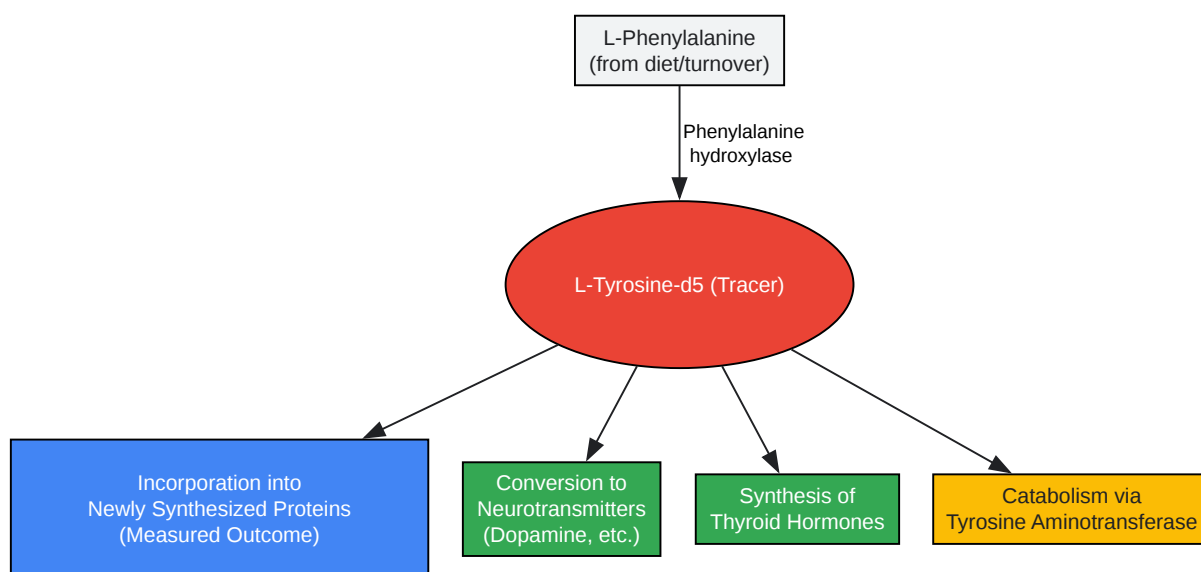 L-Phenylalanine
(from diet/turnover)
Phenylalanine
hydroxylase
L-Tyrosine-d5 (Tracer)
Incorporation into
Newly Synthesized Proteins
(Measured Outcome)
Conversion to
Neurotransmitters
(Dopamine, etc.)
Synthesis of
Thyroid Hormones
Catabolism via
Tyrosine Aminotransferase